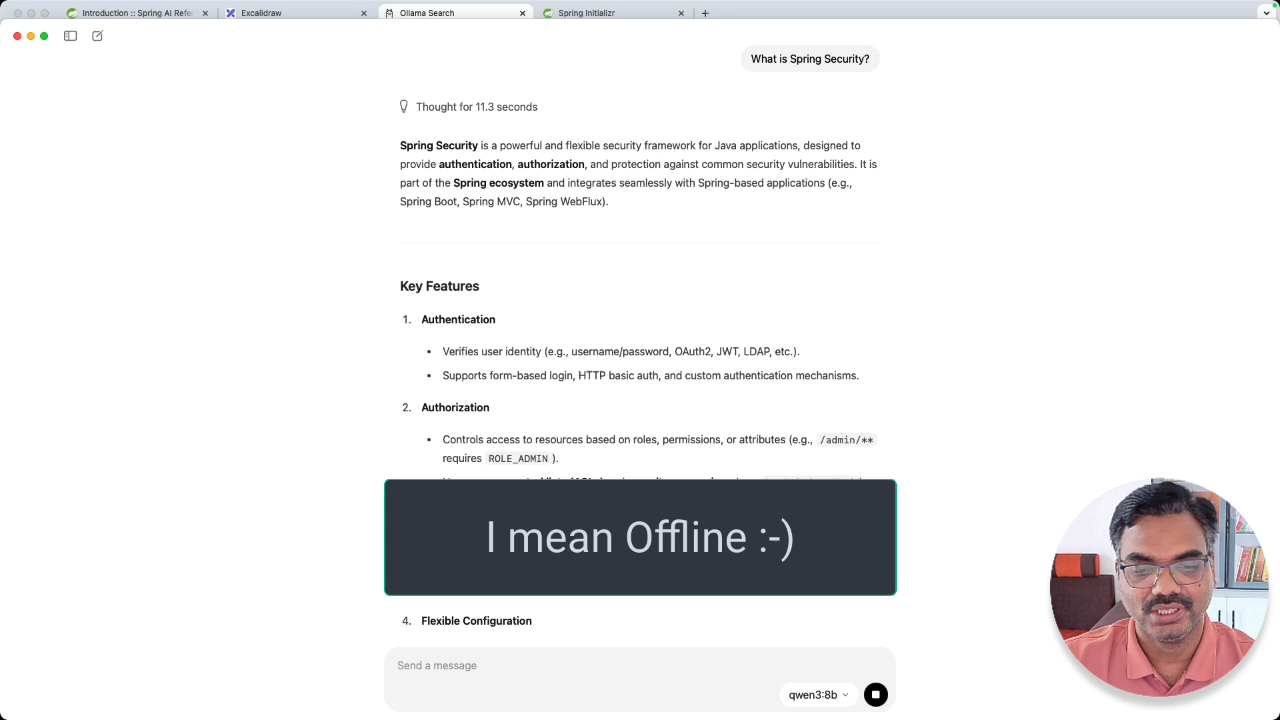 Introduction :: Spring AI Refe
Excalidraw
Ollama Search
Spring Initializr
What is Spring Security?
Thought for 11.3 seconds
Spring Security is a powerful and flexible security framework for Java applications, designed to
provide authentication, authorization, and protection against common security vulnerabilities. It is
part of the Spring ecosystem and integrates seamlessly with Spring-based applications (e.g.,
Spring Boot, Spring MVC, Spring WebFlux).
Key Features
1. Authentication
• Verifies user identity (e.g., username/password, OAuth2, JWT, LDAP, etc.).
• Supports form-based login, HTTP basic auth, and custom authentication mechanisms.
2. Authorization
• Controls access to resources based on roles, permissions, or attributes (e.g., /admin/**
requires ROLE_ADMIN ).
I mean Offline :-)
4. Flexible Configuration
Send a message
qwen3:8b